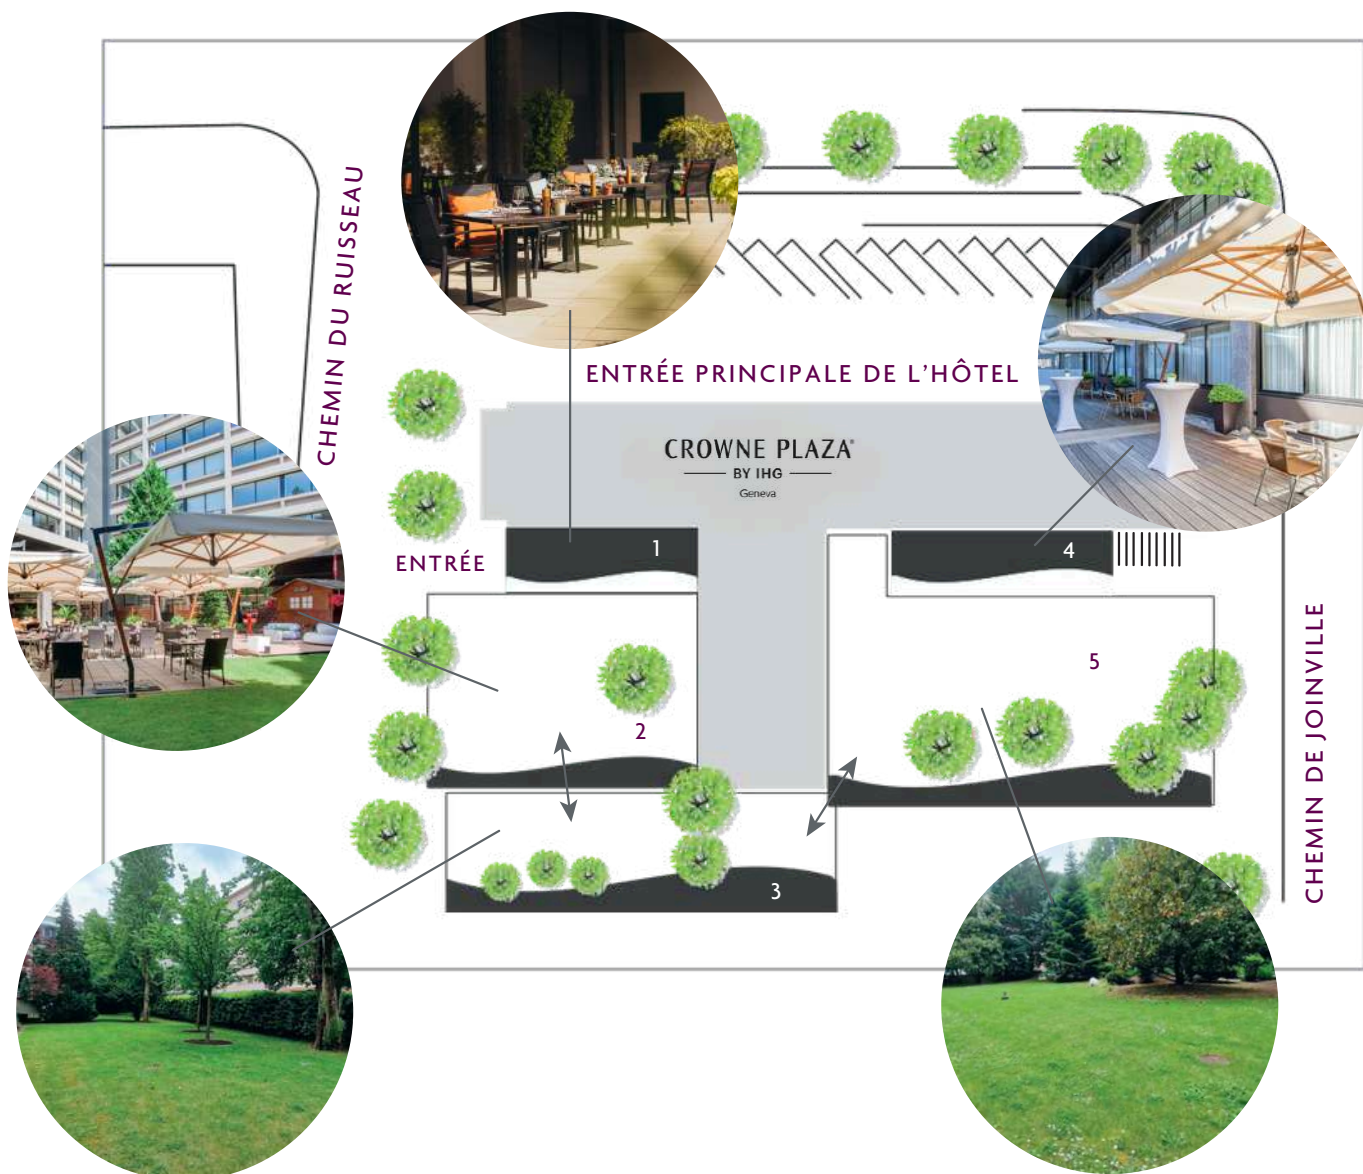 CHEMIN DU RUISSEAU
ENTRÉE PRINCIPALE DE L'HÔTEL
CROWNE PLAZA®
BY IHG
Geneva
ENTRÉE
1
4
2
5
3
CHEMIN DE JOINVILLE